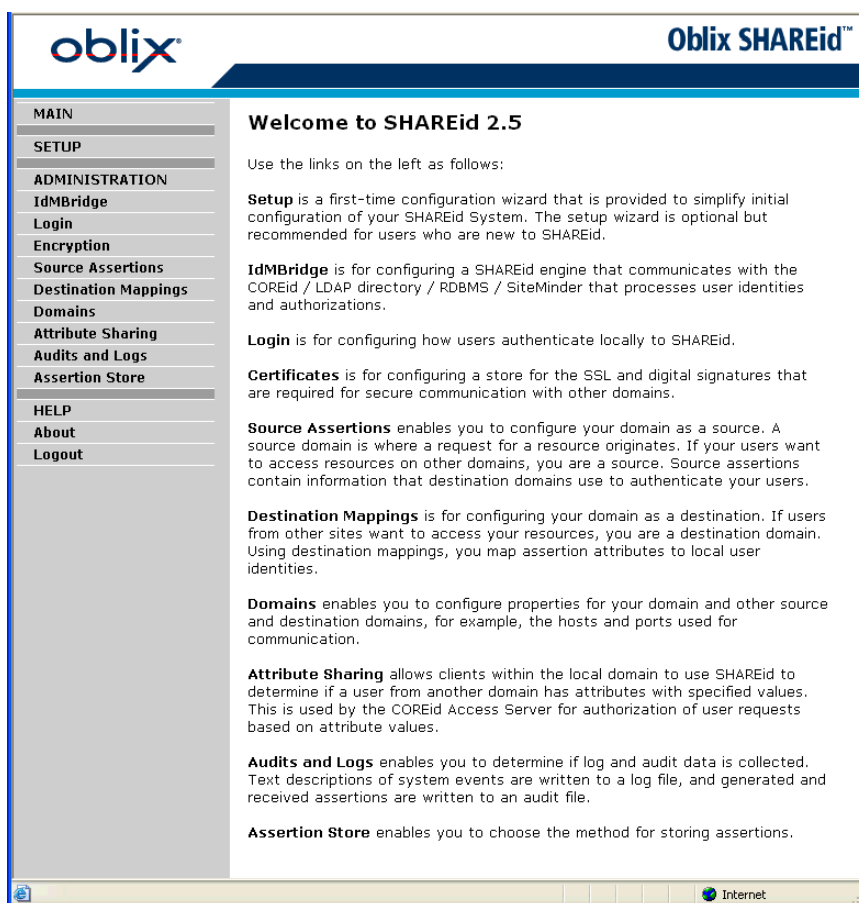 oblix
Oblix SHAREid™
MAIN
SETUP
ADMINISTRATION
IdMBridge
Login
Encryption
Source Assertions
Destination Mappings
Domains
Attribute Sharing
Audits and Logs
Assertion Store
HELP
About
Logout
Welcome to SHAREid 2.5
Use the links on the left as follows:
Setup is a first-time configuration wizard that is provided to simplify initial
configuration of your SHAREid System. The setup wizard is optional but
recommended for users who are new to SHAREid.
IdMBridge is for configuring a SHAREid engine that communicates with the
COREid / LDAP directory / RDBMS / SiteMinder that processes user identities
and authorizations.
Login is for configuring how users authenticate locally to SHAREid.
Certificates is for configuring a store for the SSL and digital signatures that
are required for secure communication with other domains.
Source Assertions enables you to configure your domain as a source. A
source domain is where a request for a resource originates. If your users want
to access resources on other domains, you are a source. Source assertions
contain information that destination domains use to authenticate your users.
Destination Mappings is for configuring your domain as a destination. If users
from other sites want to access your resources, you are a destination domain.
Using destination mappings, you map assertion attributes to local user
identities.
Domains enables you to configure properties for your domain and other source
and destination domains, for example, the hosts and ports used for
communication.
Attribute Sharing allows clients within the local domain to use SHAREid to
determine if a user from another domain has attributes with specified values.
This is used by the COREid Access Server for authorization of user requests
based on attribute values.
Audits and Logs enables you to determine if log and audit data is collected.
Text descriptions of system events are written to a log file, and generated and
received assertions are written to an audit file.
Assertion Store enables you to choose the method for storing assertions.
Internet